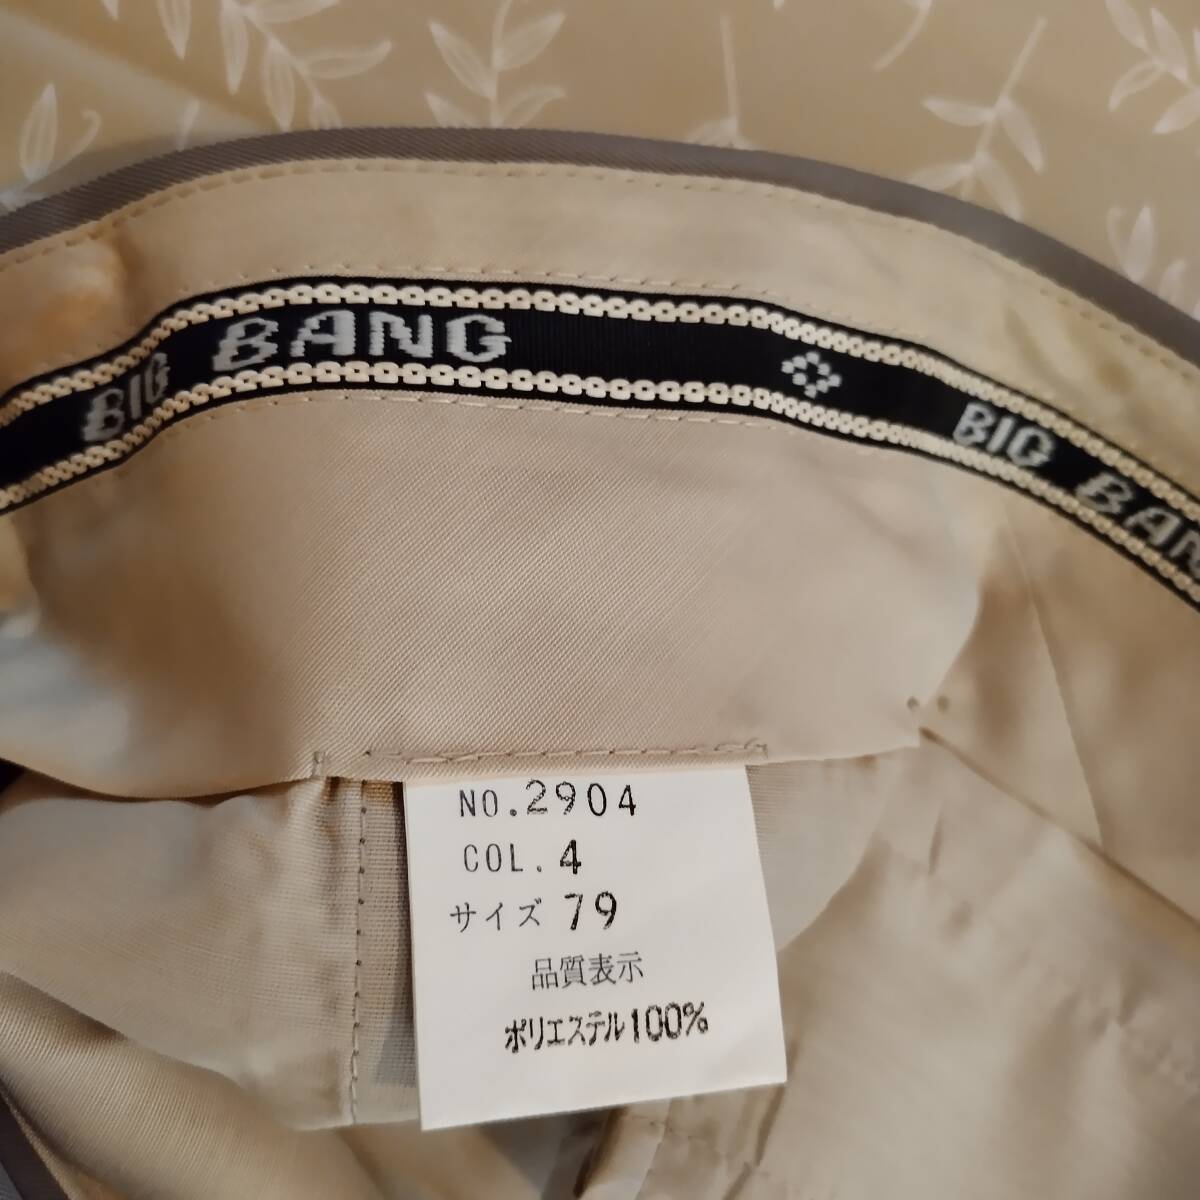 BIG BANG BIG BAN
NO.2904
COL.4
サイズ 79
品質表示
ポリエステル100%